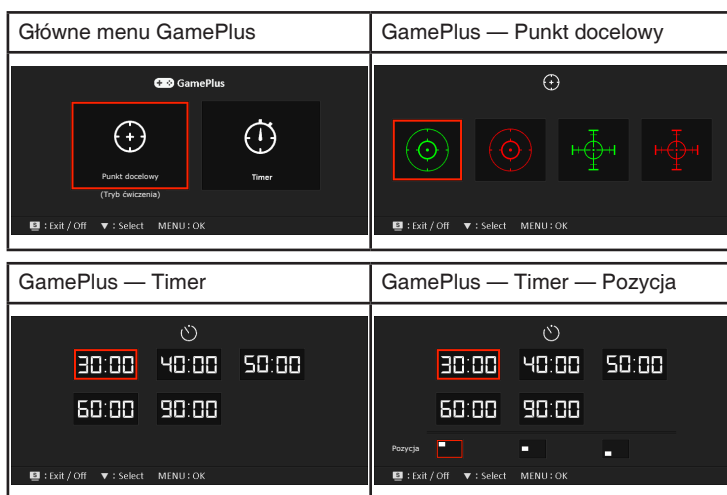 Główne menu GamePlus
GamePlus — Punkt docelowy
GamePlus
Punkt docelowy
(Tryb ćwiczenia)
Timer
S : Exit / Off ▼ : Select MENU : OK
S : Exit / Off ▼ : Select MENU : OK
GamePlus — Timer
GamePlus — Timer — Pozycja
30:00 40:00 50:00
60:00 90:00
S : Exit / Off ▼ : Select MENU : OK
30:00 40:00 50:00
60:00 90:00
Pozycja
S : Exit / Off ▼ : Select MENU : OK